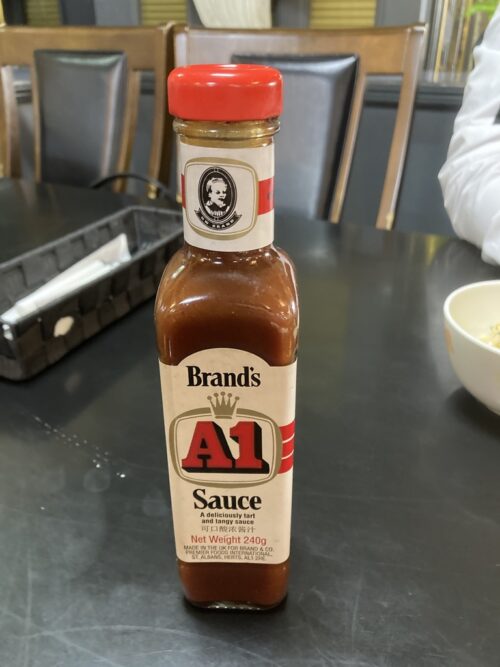 Brand's
A1
Sauce
A deliciously tart
and tangy sauce
可口酸浓酱汁
Net Weight 240g
MADE IN THE UK FOR BRAND & CO.
PREMIER FOODS INTERNATIONAL,
ST. ALBANS, HERTS, AL1 2RE.